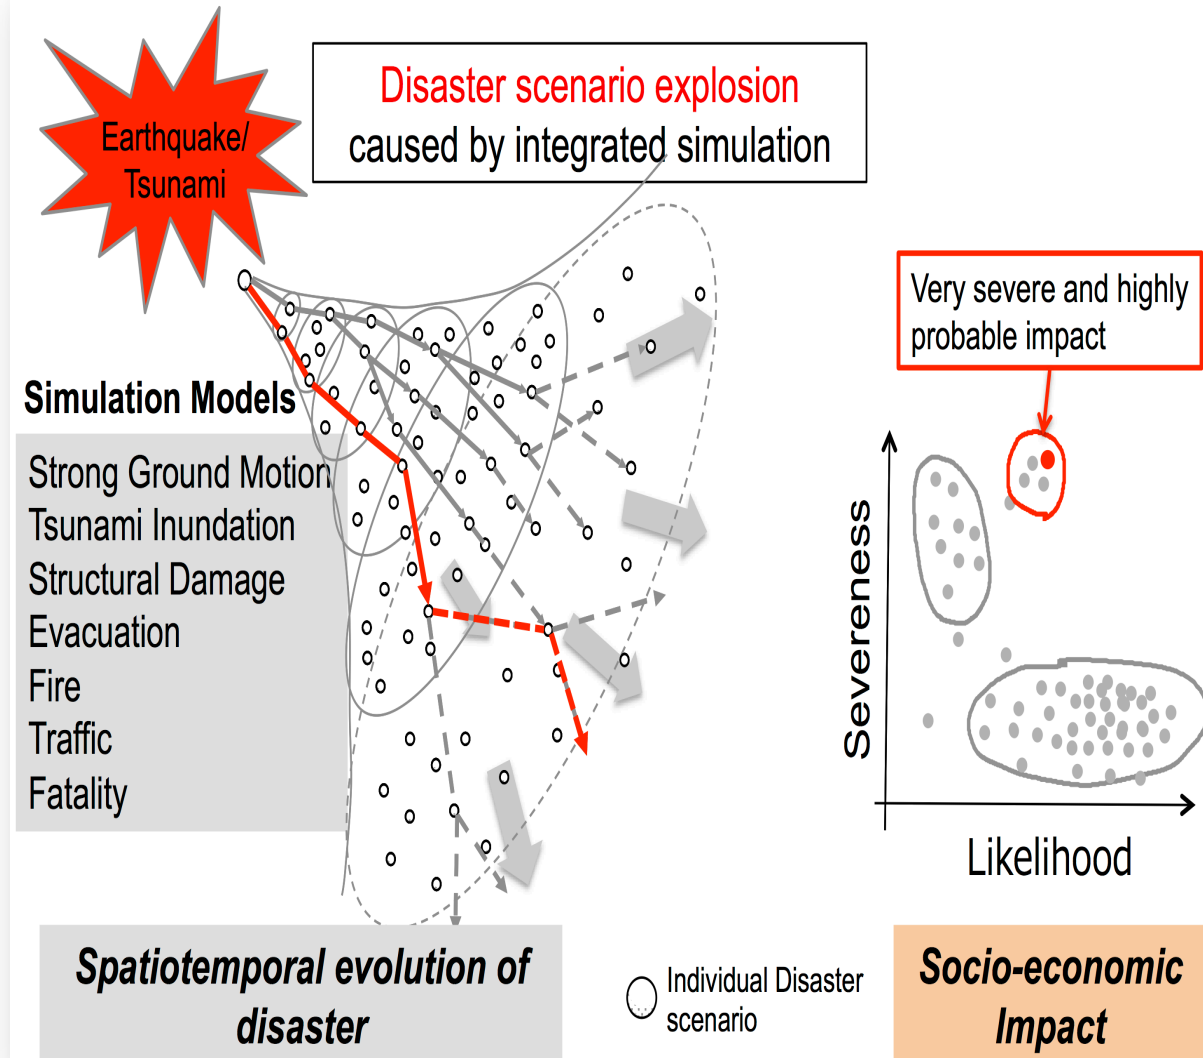 Earthquake/
Tsunami
Disaster scenario explosion
caused by integrated simulation
Very severe and highly
probable impact
Simulation Models
Strong Ground Motion
Tsunami Inundation
Structural Damage
Evacuation
Fire
Traffic
Fatality
Severeness
Likelihood
Spatiotemporal evolution of
disaster
Individual Disaster
scenario
Socio-economic
Impact